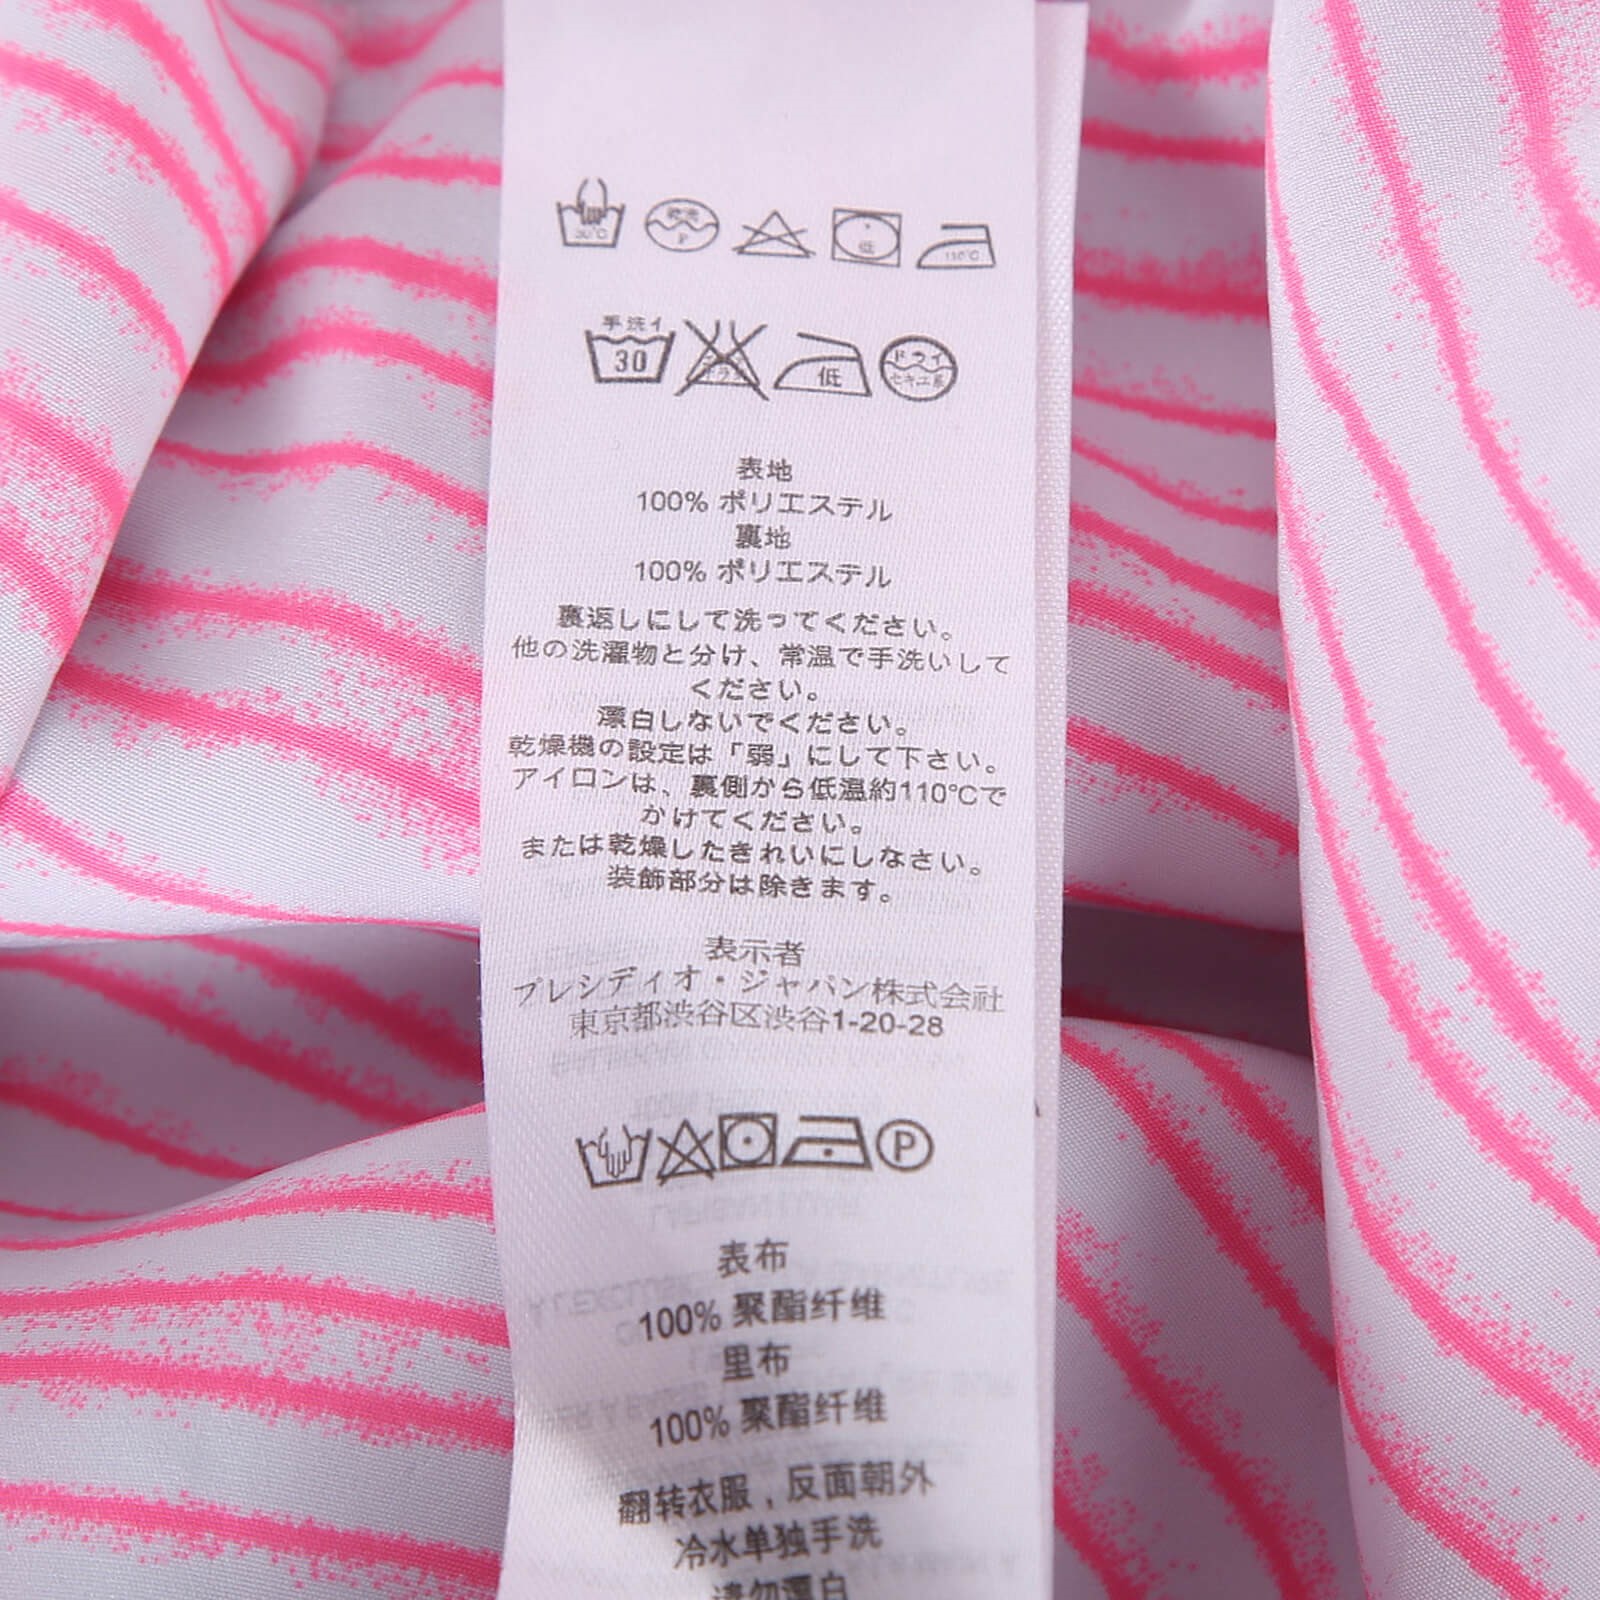 30°C
乾洗
P
低
110°C
手洗イ
30
低
ドライ
セキユ系
表地
100% ポリエステル
裏地
100% ポリエステル
裏返しにして洗ってください。
他の洗濯物と分け、常温で手洗いして
ください。
漂白しないでください。
乾燥機の設定は「弱」にして下さい。
アイロンは、裏側から低温約110°Cで
かけてください。
または乾燥したきれいにしなさい。
装飾部分は除きます。
表示者
プレシディオ・ジャパン株式会社
東京都渋谷区渋谷1-20-28
P
表布
100% 聚酯纤维
里布
100% 聚酯纤维
翻转衣服，反面朝外
冷水单独手洗
请勿漂白